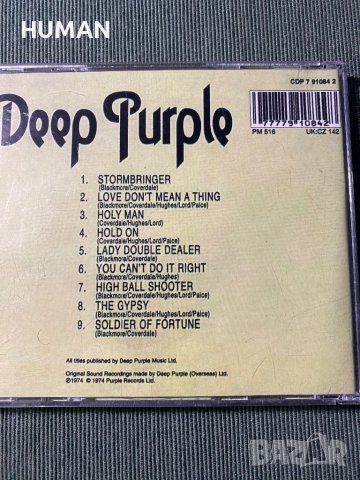 SNIMKA
HUMAN
CDP 7 91084 2
Deep Purple
77779 10842
PM 516 UK:CZ 142
1. STORMBRINGER
(Blackmore/Coverdale)
2. LOVE DON'T MEAN A THING
(Blackmore/Coverdale/Hughes/Lord/Paice)
3. HOLY MAN
(Coverdale/Hughes/Lord)
4. HOLD ON
(Coverdale/Hughes/Lord/Paice)
5. LADY DOUBLE DEALER
(Blackmore/Coverdale)
6. YOU CAN'T DO IT RIGHT
(Blackmore/Coverdale/Hughes)
7. HIGH BALL SHOOTER
(Blackmore/Coverdale/Hughes/Lord/Paice)
8. THE GYPSY
(Blackmore/Coverdale/Hughes/Lord/Paice)
9. SOLDIER OF FORTUNE
(Blackmore/Coverdale)
All titles published by Deep Purple Music Ltd.
Original Sound Recordings made by Deep Purple (Overseas) Ltd.
℗1974 © 1974 Purple Records Ltd.
bazar.bg